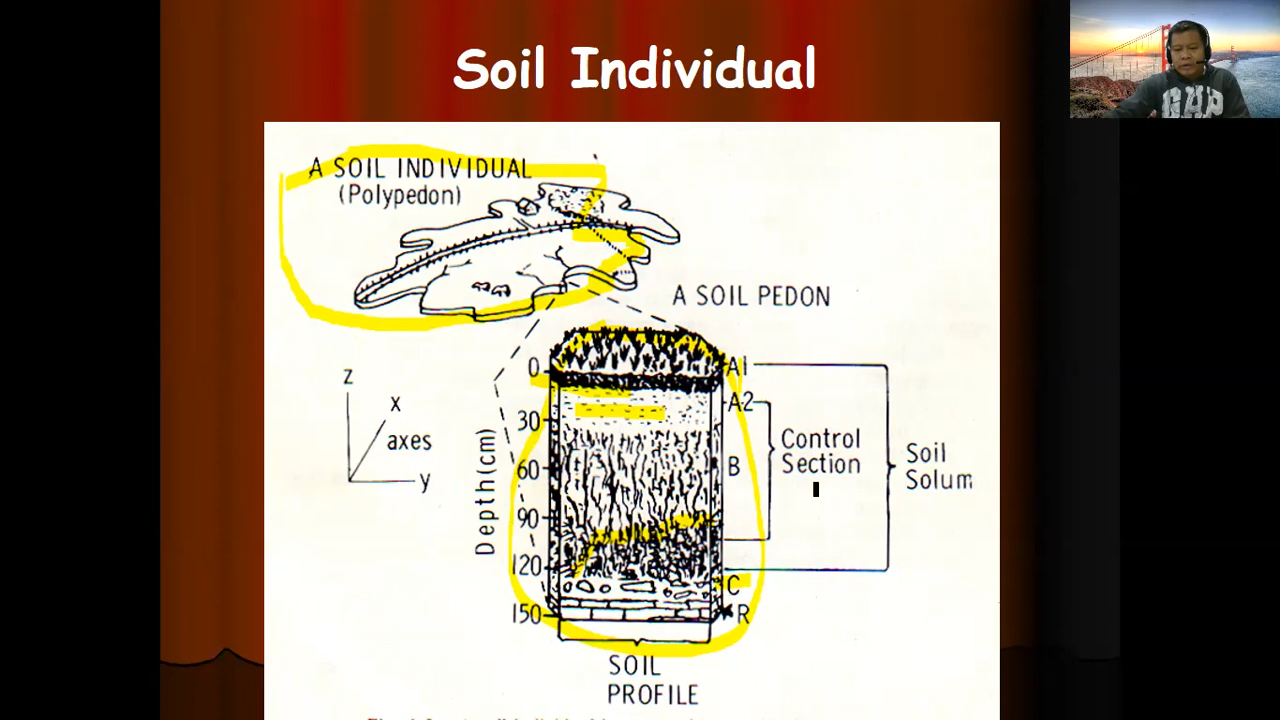 Soil Individual
GAP
A SOIL INDIVIDUAL
(Polypedon)
A SOIL PEDON
z
x
axes
y
Depth(cm)
0
30
60
90
120
150
A1
A2
B
C
R
Control
Section
Soil
Solum
SOIL
PROFILE